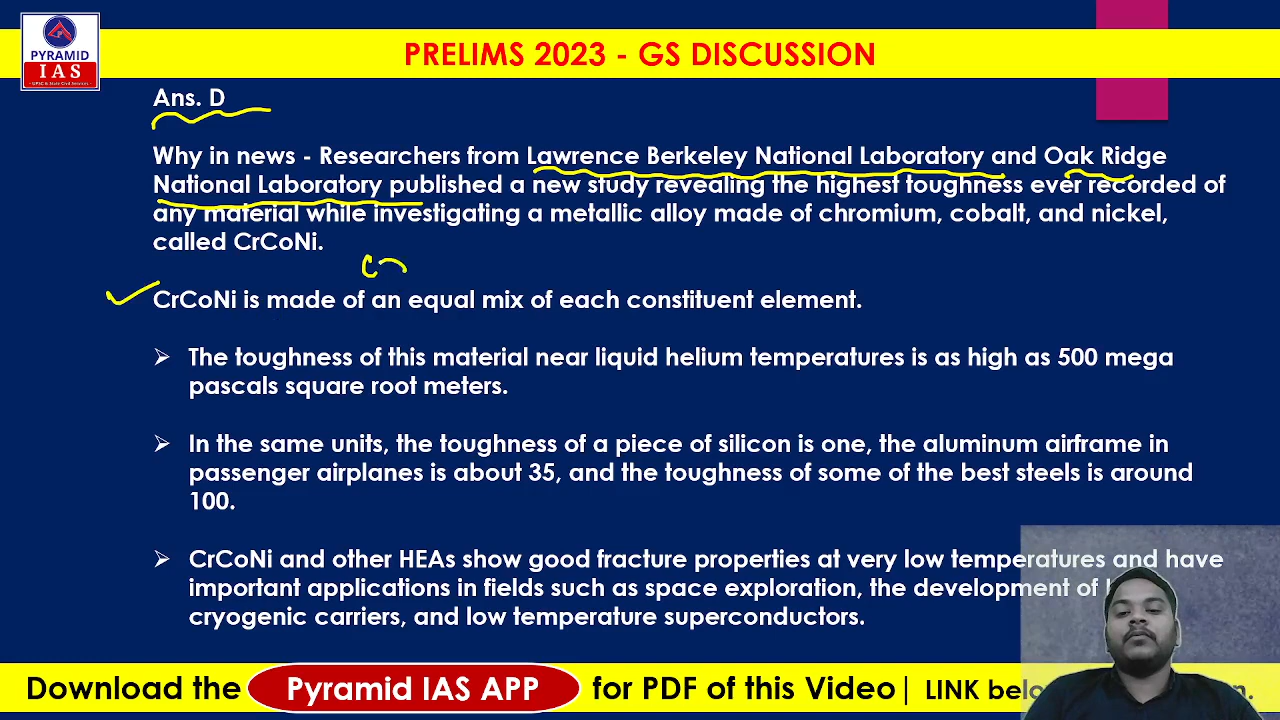 PYRAMID
IAS
PRELIMS 2023 - GS DISCUSSION
Ans. D
Why in news - Researchers from Lawrence Berkeley National Laboratory and Oak Ridge
National Laboratory published a new study revealing the highest toughness ever recorded of
any material while investigating a metallic alloy made of chromium, cobalt, and nickel,
called CrCoNi.
CrCoNi is made of an equal mix of each constituent element.
➢ The toughness of this material near liquid helium temperatures is as high as 500 mega
pascals square root meters.
➢ In the same units, the toughness of a piece of silicon is one, the aluminum airframe in
passenger airplanes is about 35, and the toughness of some of the best steels is around
100.
➢ CrCoNi and other HEAs show good fracture properties at very low temperatures and have
important applications in fields such as space exploration, the development of
cryogenic carriers, and low temperature superconductors.
Download the Pyramid IAS APP for PDF of this Video | LINK